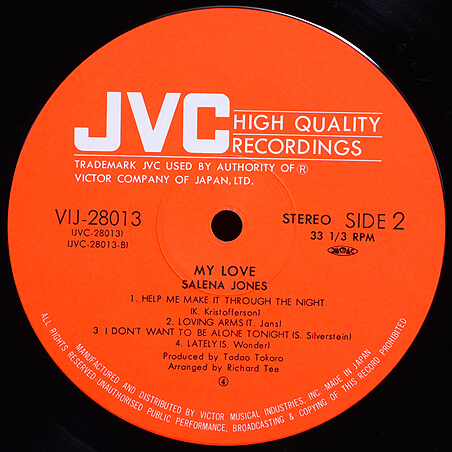 JVC HIGH QUALITY
RECORDINGS
TRADEMARK JVC USED BY AUTHORITY OF Ⓡ
VICTOR COMPANY OF JAPAN, LTD.
VIJ-28013
(JVC-28013)
(JVC-28013-B)
STEREO SIDE 2
33 1/3 RPM
JASRAC
MY LOVE
SALENA JONES
1. HELP ME MAKE IT THROUGH THE NIGHT
(K. Kristofferson)
2. LOVING ARMS (T. Jans)
3 I DON'T WANT TO BE ALONE TONIGHT (S. Silverstein)
4. LATELY (S. Wonder)
Produced by Tadao Tokoro
Arranged by Richard Tee
④
MANUFACTURED AND DISTRIBUTED BY VICTOR MUSICAL INDUSTRIES, INC. MADE IN JAPAN
ALL RIGHTS RESERVED UNAUTHORISED PUBLIC PERFORMANCE, BROADCASTING & COPYING OF THIS RECORD PROHIBITED